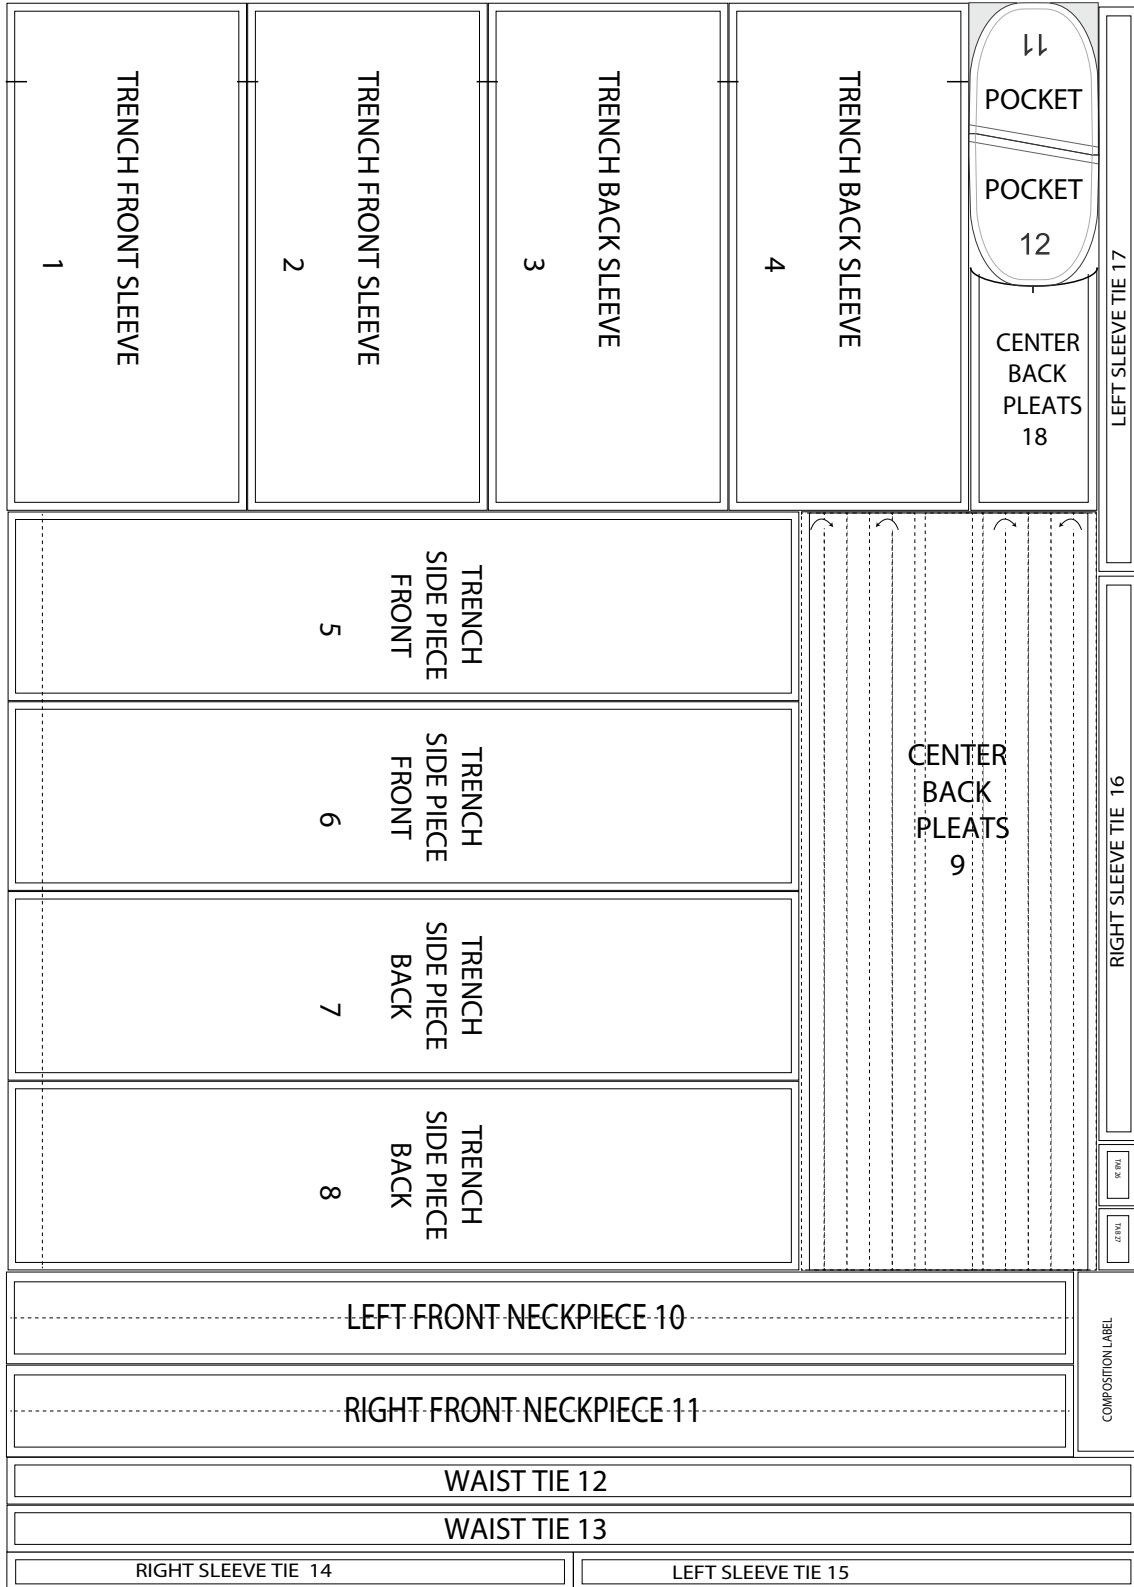 TRENCH FRONT SLEEVE
1
TRENCH FRONT SLEEVE
2
TRENCH BACK SLEEVE
3
TRENCH BACK SLEEVE
4
11
POCKET
POCKET
12
CENTER
BACK
PLEATS
18
LEFT SLEEVE TIE 17
TRENCH
SIDE PIECE
FRONT
5
TRENCH
SIDE PIECE
FRONT
6
TRENCH
SIDE PIECE
BACK
7
TRENCH
SIDE PIECE
BACK
8
CENTER
BACK
PLEATS
9
RIGHT SLEEVE TIE 16
TAB 26
TAB 27
LEFT FRONT NECKPIECE 10
RIGHT FRONT NECKPIECE 11
COMPOSITION LABEL
WAIST TIE 12
WAIST TIE 13
RIGHT SLEEVE TIE 14
LEFT SLEEVE TIE 15